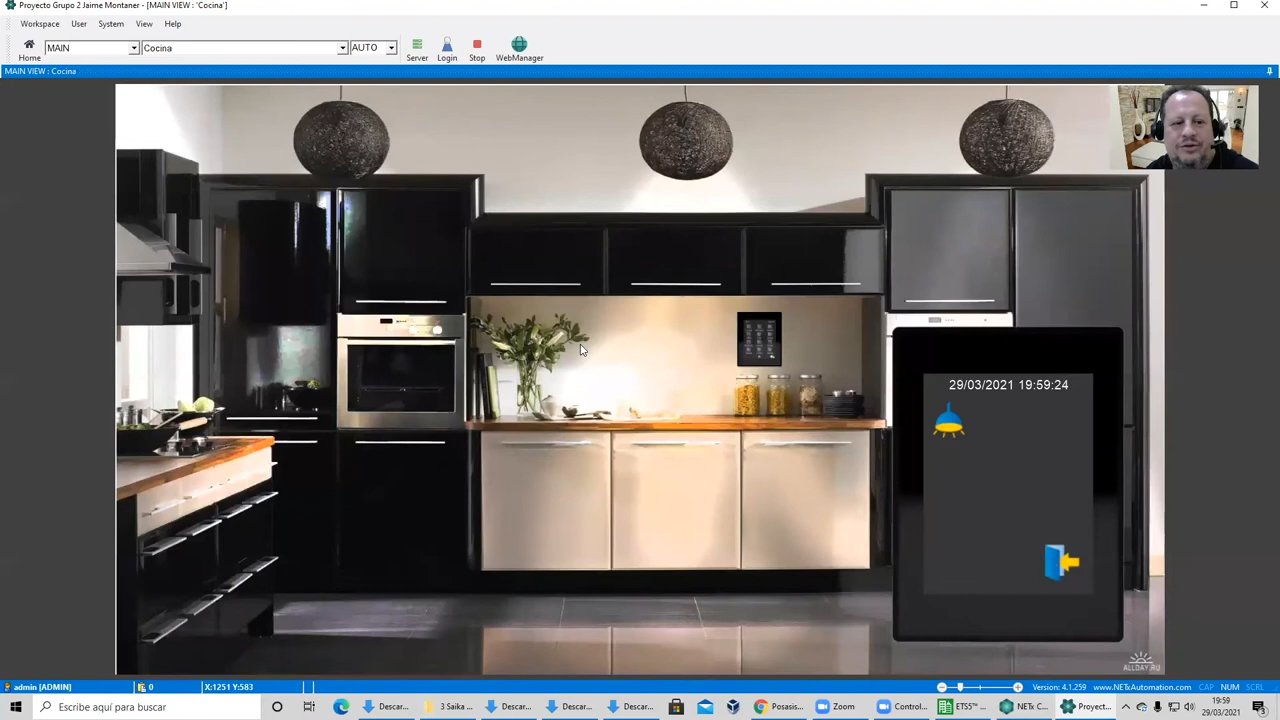 Proyecto Grupo 2 Jaime Montaner - [MAIN VIEW : 'Cocina']
Workspace User System View Help
Home MAIN Cocina AUTO Server Login Stop WebManager
MAIN VIEW : Cocina
29/03/2021 19:59:24
ALLDAY.RU
admin [ADMIN] 0 X:1251 Y:583 Version: 4.1.259 www.NETxAutomation.com CAP NUM SCRL
Escribe aquí para buscar Descar... 3 Saika ... Descar... Descar... Descar... Posasis... Zoom Control... ETS5™ ... NETx C... Proyect... 19:59
29/03/2021 3